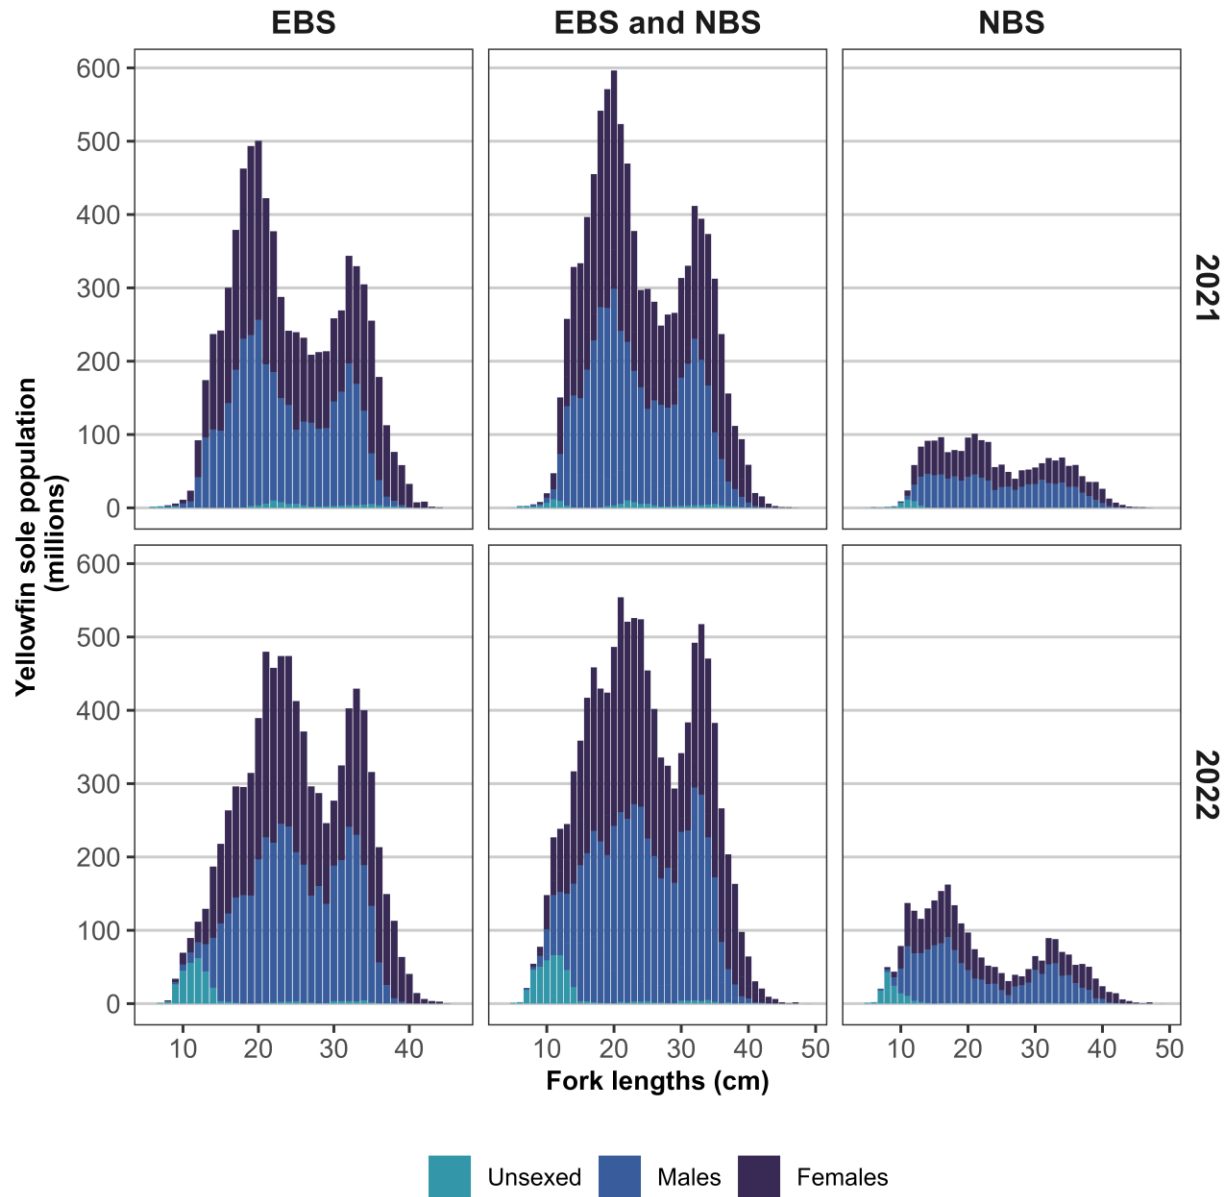 EBS
EBS and NBS
NBS
600
500
400
300
200
100
0
2021
600
500
400
300
200
100
0
2022
Yellowfin sole population
(millions)
10 20 30 40
10 20 30 40 50
10 20 30 40 50
Fork lengths (cm)
Unsexed Males Females